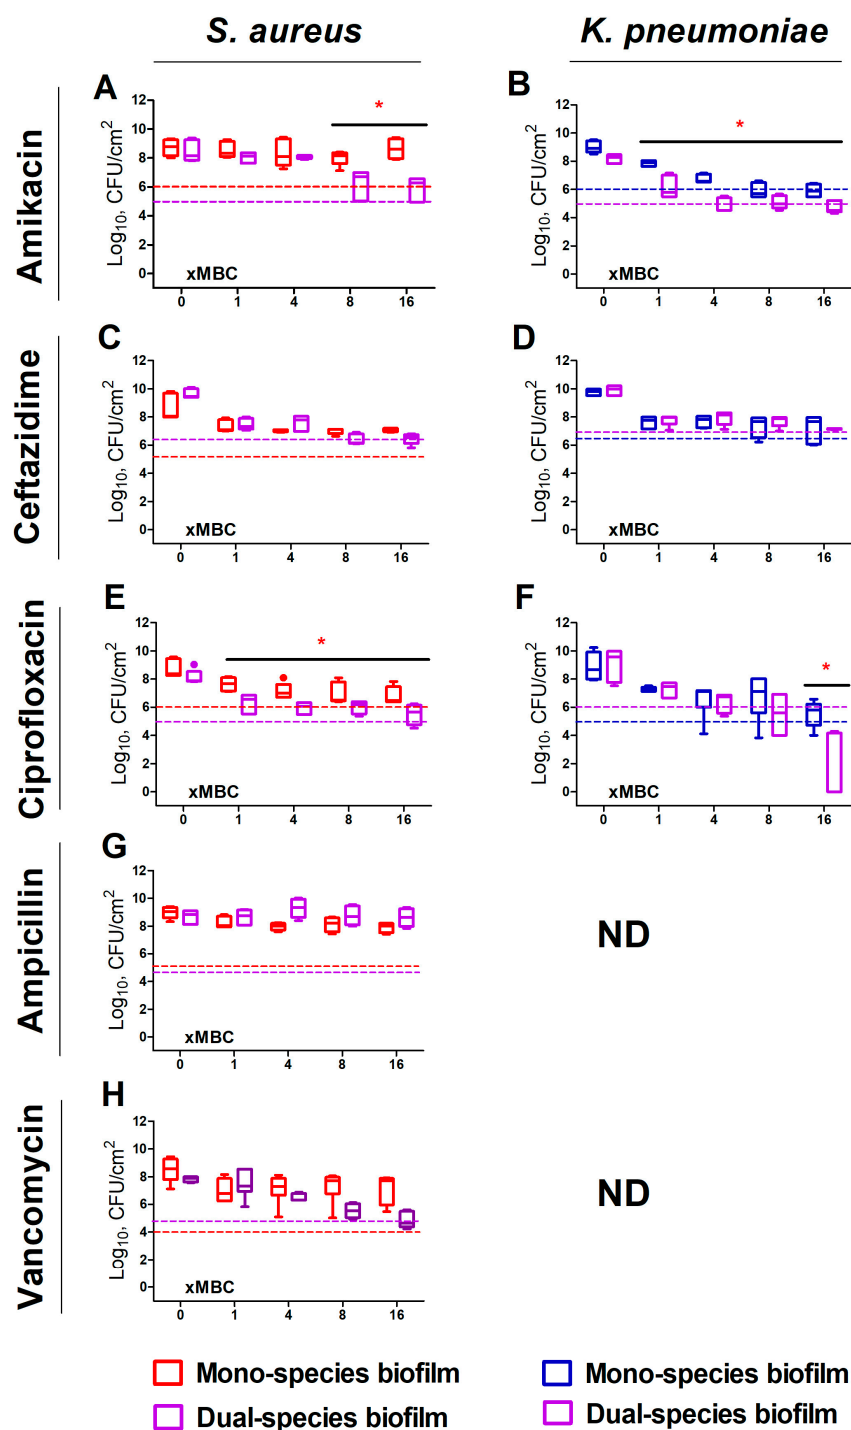 S. aureus
K. pneumoniae
Amikacin
A
*
Log10, CFU/cm2
12
10
8
6
4
2
0
xMBC
0 1 4 8 16
B
*
Log10, CFU/cm2
12
10
8
6
4
2
0
xMBC
0 1 4 8 16
Ceftazidime
C
Log10, CFU/cm2
12
10
8
6
4
2
0
xMBC
0 1 4 8 16
D
Log10, CFU/cm2
12
10
8
6
4
2
0
xMBC
0 1 4 8 16
Ciprofloxacin
E
*
Log10, CFU/cm2
12
10
8
6
4
2
0
xMBC
0 1 4 8 16
F
*
Log10, CFU/cm2
12
10
8
6
4
2
0
xMBC
0 1 4 8 16
Ampicillin
G
Log10, CFU/cm2
12
10
8
6
4
2
0
xMBC
0 1 4 8 16
ND
Vancomycin
H
Log10, CFU/cm2
12
10
8
6
4
2
0
xMBC
0 1 4 8 16
ND
Mono-species biofilm
Dual-species biofilm
Mono-species biofilm
Dual-species biofilm